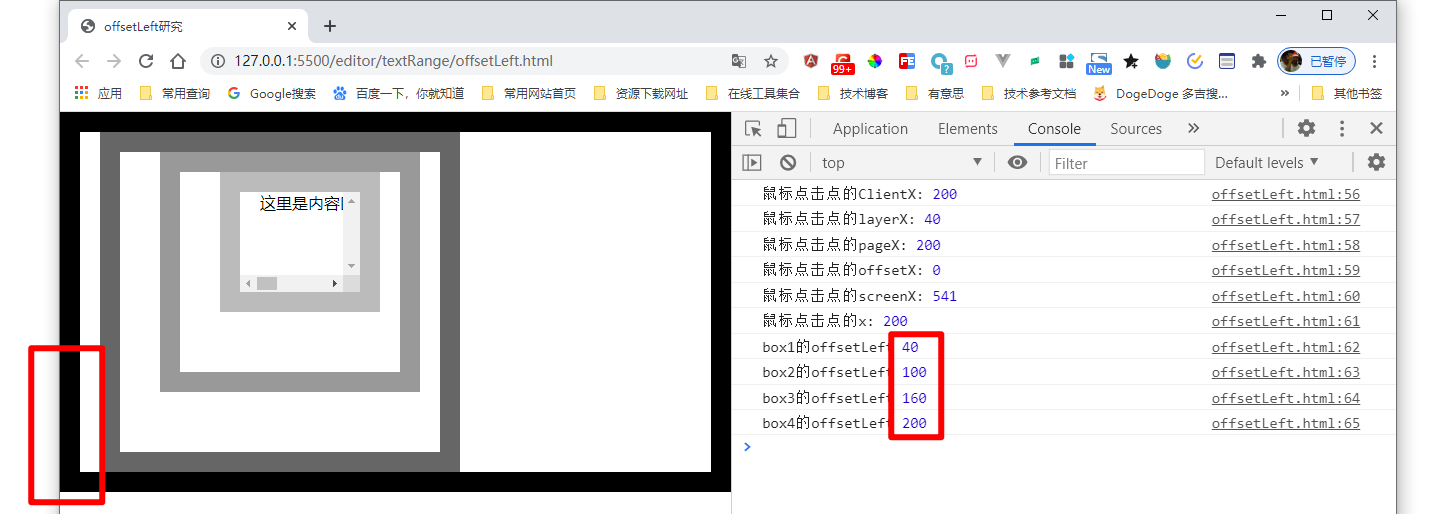 offsetLeft研究
127.0.0.1:5500/editor/textRange/offsetLeft.html
99+
FE
?
New
已暂停
应用
常用查询
Google搜索
百度一下，你就知道
常用网站首页
资源下载网址
在线工具集合
技术博客
有意思
技术参考文档
DogeDoge 多吉搜...
»
其他书签
Application
Elements
Console
Sources
»
top
Filter
Default levels
这里是内容
鼠标点击点的ClientX: 200 offsetLeft.html:56
鼠标点击点的layerX: 40 offsetLeft.html:57
鼠标点击点的pageX: 200 offsetLeft.html:58
鼠标点击点的offsetX: 0 offsetLeft.html:59
鼠标点击点的screenX: 541 offsetLeft.html:60
鼠标点击点的x: 200 offsetLeft.html:61
box1的offsetLeft 40 offsetLeft.html:62
box2的offsetLeft 100 offsetLeft.html:63
box3的offsetLeft 160 offsetLeft.html:64
box4的offsetLeft 200 offsetLeft.html:65